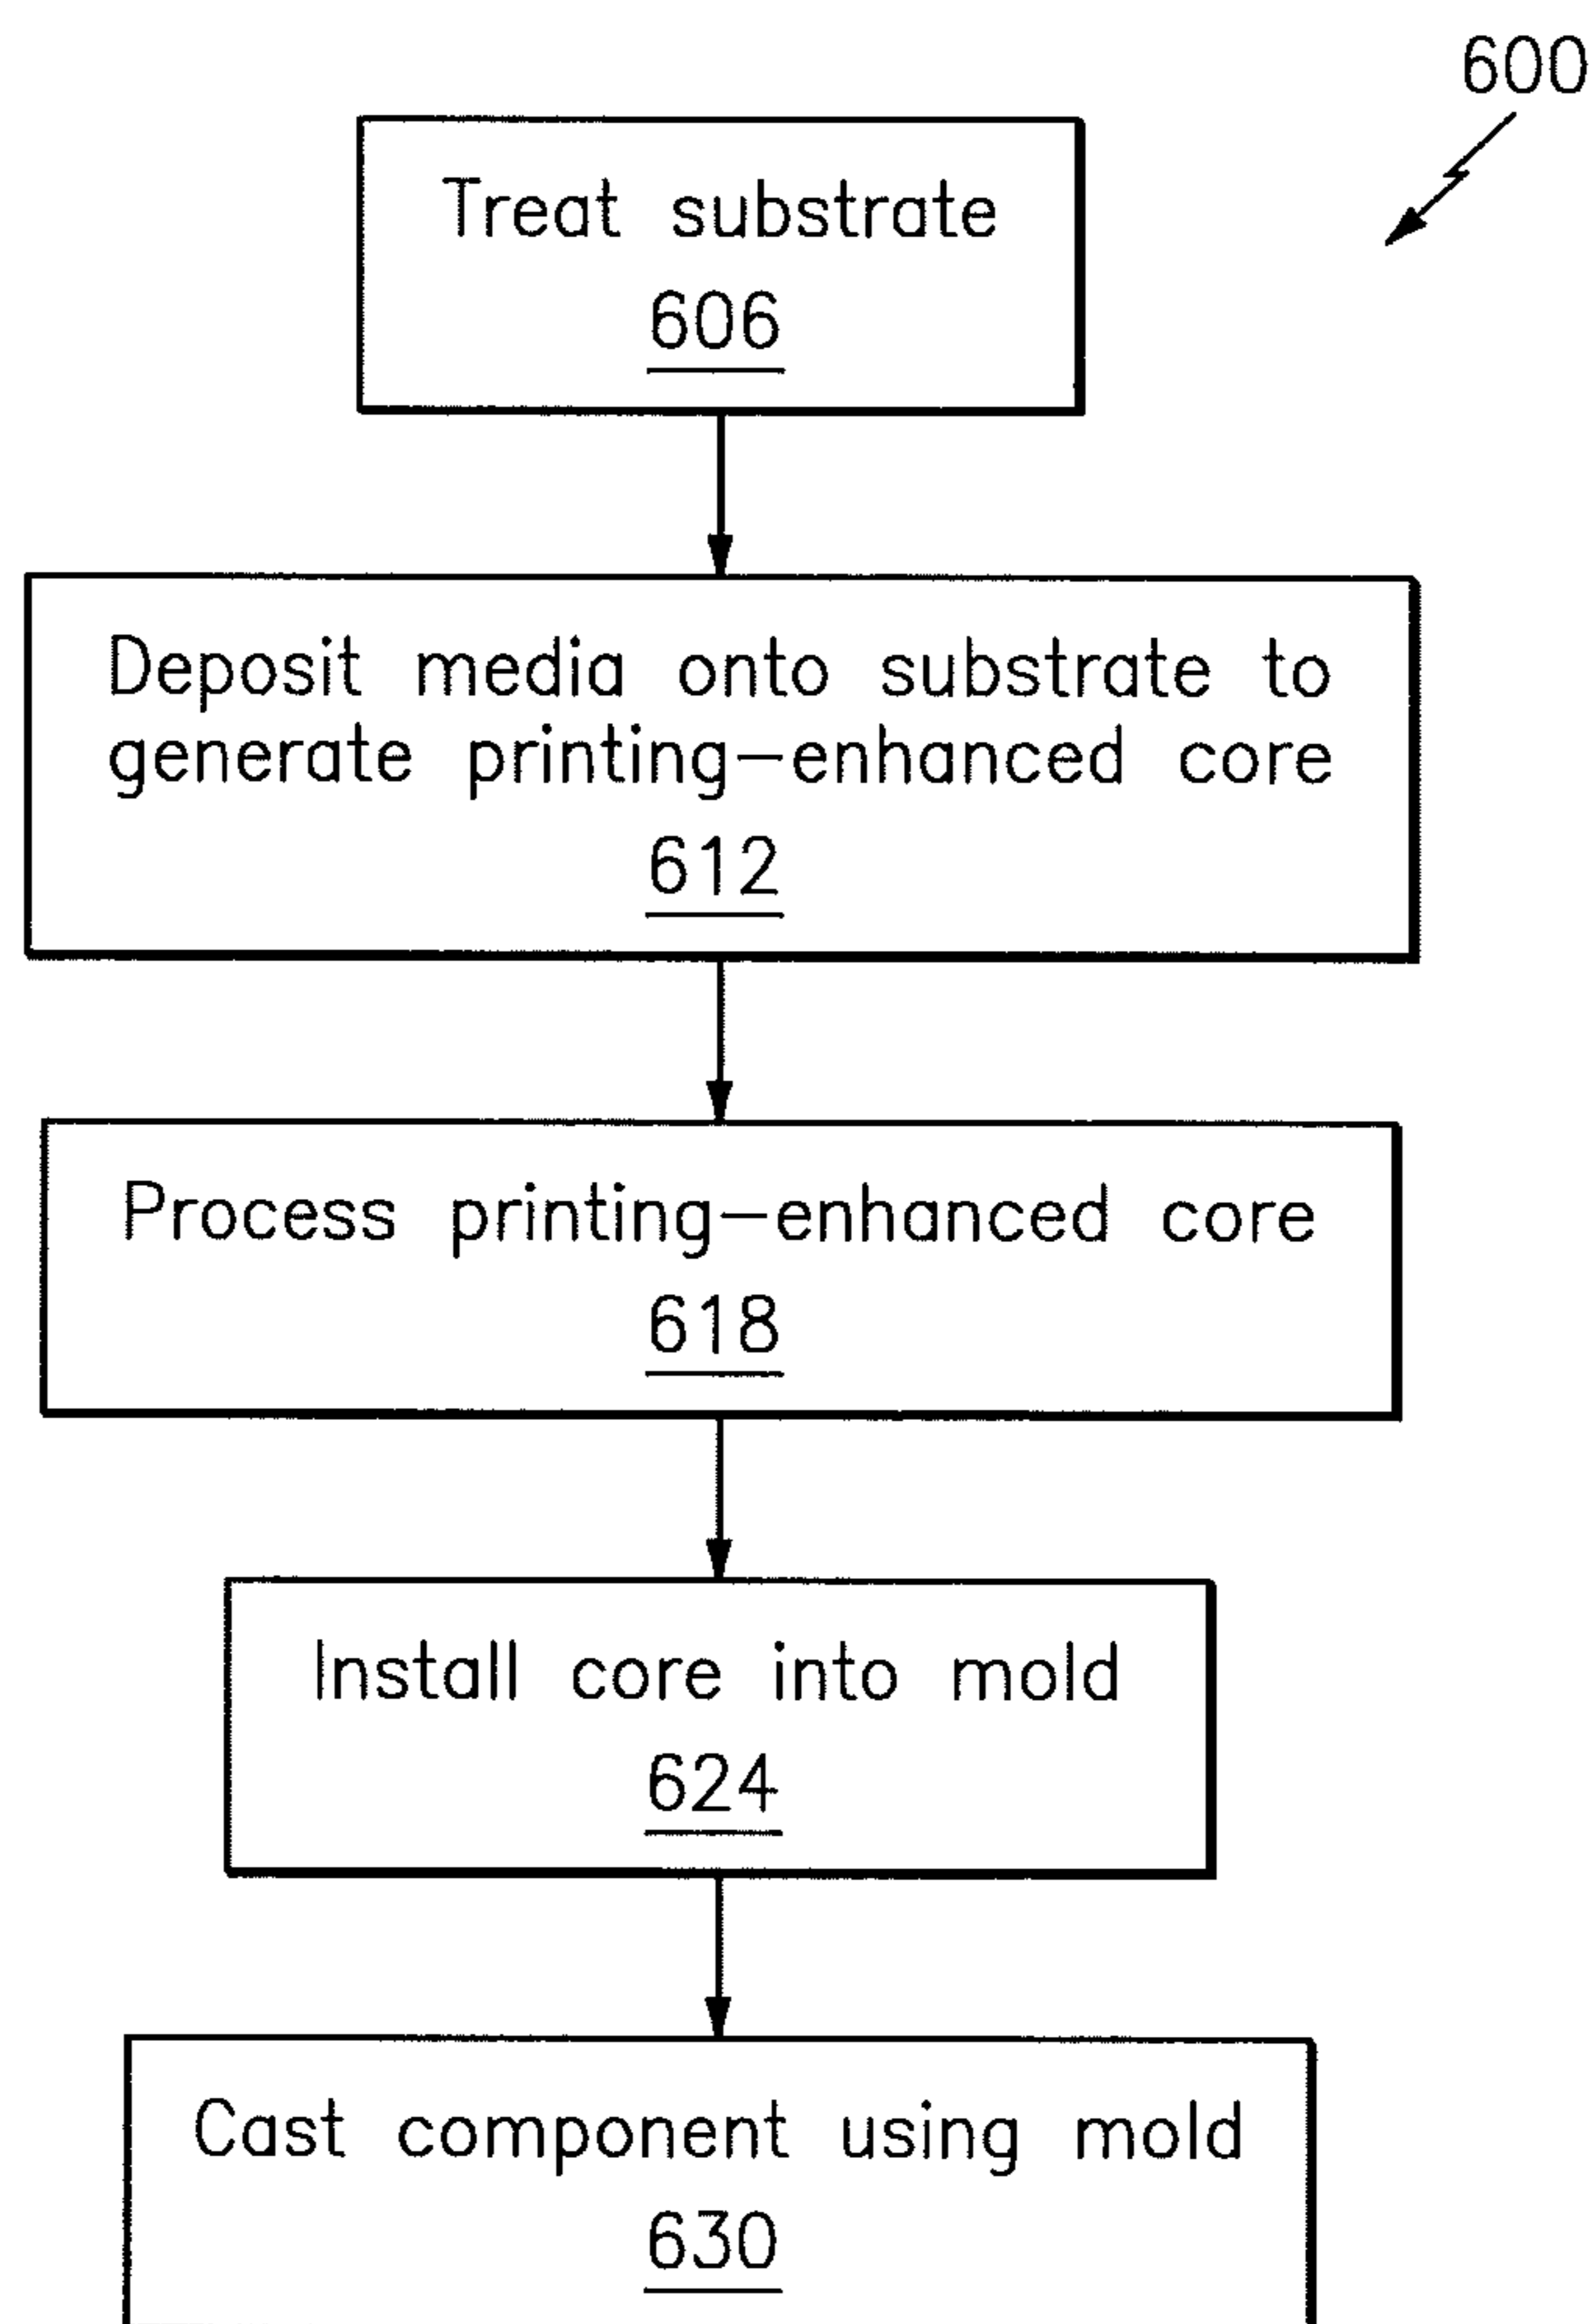 600
Treat substrate
606
Deposit media onto substrate to
generate printing-enhanced core
612
Process printing-enhanced core
618
Install core into mold
624
Cast component using mold
630